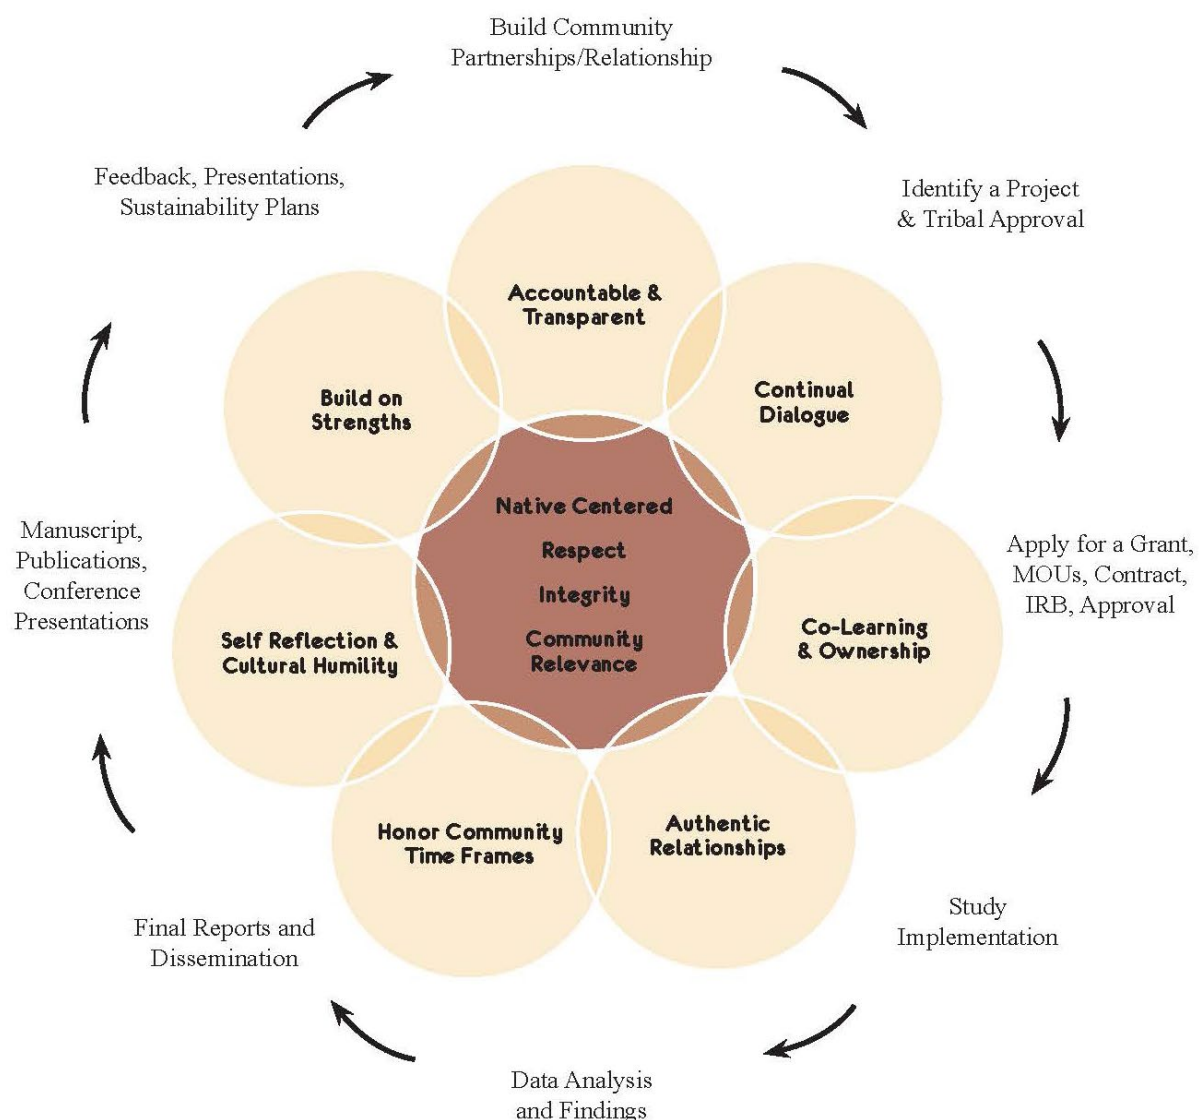 Build Community
Partnerships/Relationship
Identify a Project
& Tribal Approval
Apply for a Grant,
MOUs, Contract,
IRB, Approval
Study
Implementation
Data Analysis
and Findings
Final Reports and
Dissemination
Manuscript,
Publications,
Conference
Presentations
Feedback, Presentations,
Sustainability Plans
Accountable &
Transparent
Continual
Dialogue
Co-Learning
& Ownership
Authentic
Relationships
Honor Community
Time Frames
Self Reflection &
Cultural Humility
Build on
Strengths
Native Centered
Respect
Integrity
Community
Relevance